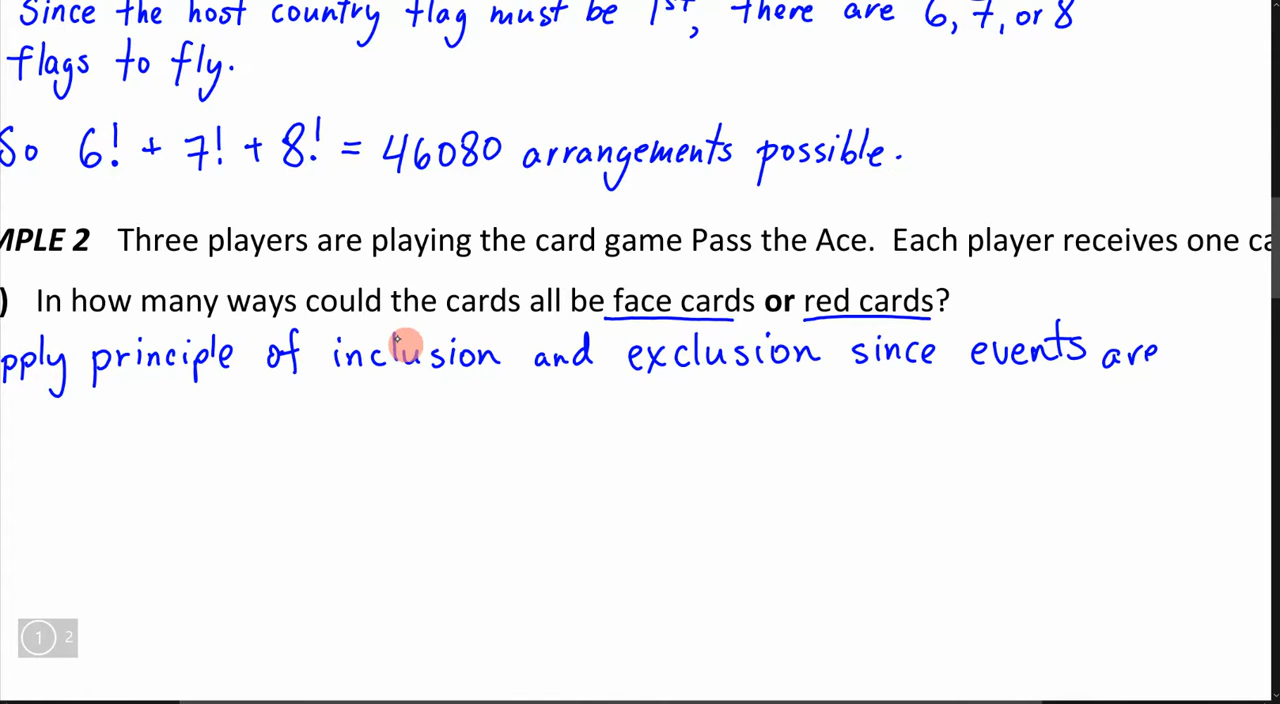 Since the host country flag must be 1st, there are 6, 7, or 8
flags to fly.
So 6! + 7! + 8! = 46080 arrangements possible.
MPLE 2 Three players are playing the card game Pass the Ace. Each player receives one ca
) In how many ways could the cards all be face cards or red cards?
pply principle of inclusion and exclusion since events are
1 2